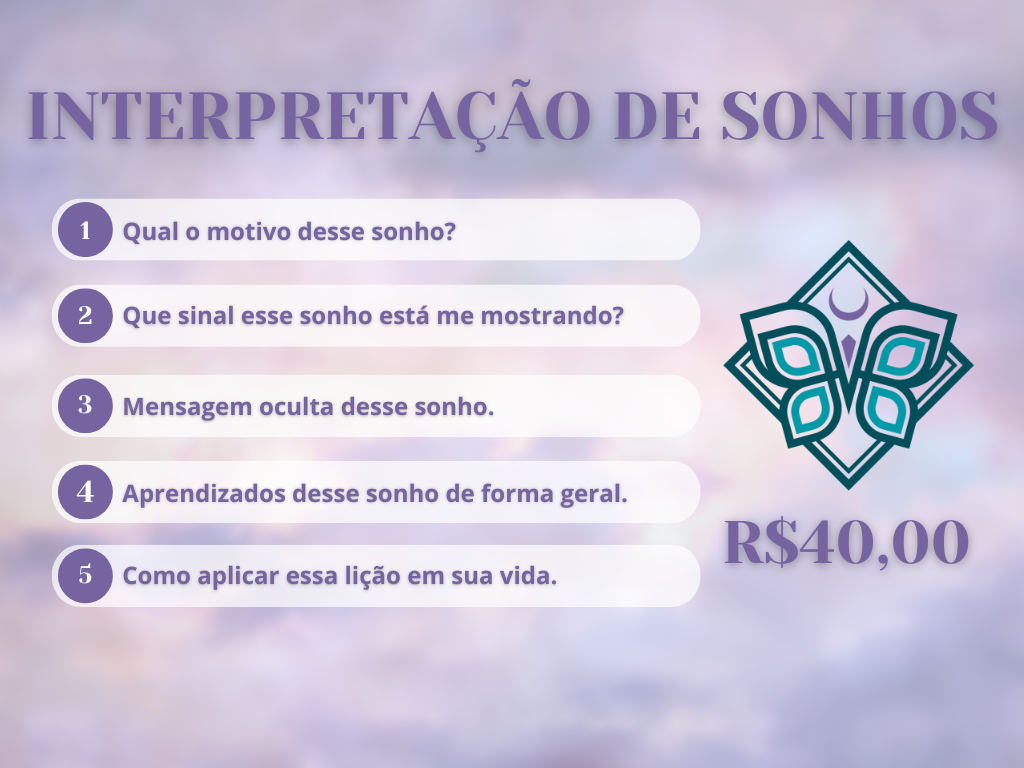 INTERPRETAÇÃO DE SONHOS
1 Qual o motivo desse sonho?
2 Que sinal esse sonho está me mostrando?
3 Mensagem oculta desse sonho.
4 Aprendizados desse sonho de forma geral.
5 Como aplicar essa lição em sua vida.
R$40,00